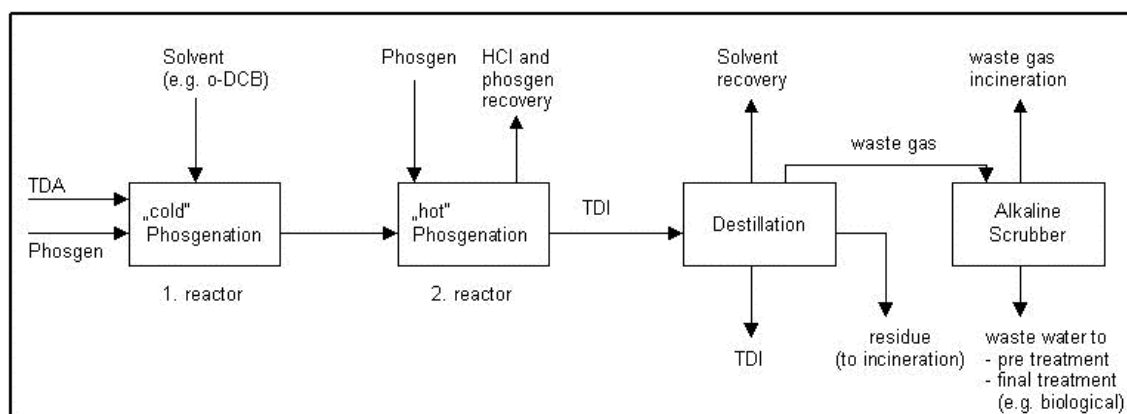 Solvent
(e.g. o-DCB)
Phosgen
HCl and
phosgen
recovery
Solvent
recovery
waste gas
incineration
waste gas
TDA
Phosgen
„cold"
Phosgenation
„hot"
Phosgenation
TDI
Destillation
Alkaline
Scrubber
1. reactor
2. reactor
TDI
residue
(to incineration)
waste water to
- pre treatment
- final treatment
(e.g. biological)